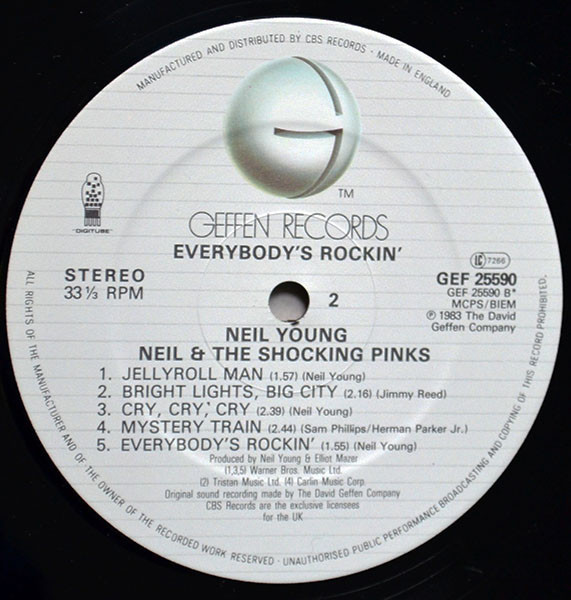 MANUFACTURED AND DISTRIBUTED BY CBS RECORDS · MADE IN ENGLAND
TM
"DIGITUBE"
GEFFEN RECORDS
EVERYBODY'S ROCKIN'
STEREO
33 ⅓ RPM
2
LC 7266
GEF 25590
GEF 25590 B*
MCPS/BIEM
℗ 1983 The David
Geffen Company
NEIL YOUNG
NEIL & THE SHOCKING PINKS
1. JELLYROLL MAN (1.57) (Neil Young)
2. BRIGHT LIGHTS, BIG CITY (2.16) (Jimmy Reed)
3. CRY, CRY, CRY (2.39) (Neil Young)
4. MYSTERY TRAIN (2.44) (Sam Phillips/Herman Parker Jr.)
5. EVERYBODY'S ROCKIN' (1.55) (Neil Young)
Produced by Neil Young & Elliot Mazer
(1,3,5) Warner Bros. Music Ltd.
(2) Tristan Music Ltd. (4) Carlin Music Corp.
Original sound recording made by The David Geffen Company
CBS Records are the exclusive licensees
for the UK
ALL RIGHTS OF THE MANUFACTURER AND OF THE OWNER OF THE RECORDED WORK RESERVED · UNAUTHORISED PUBLIC PERFORMANCE BROADCASTING AND COPYING OF THIS RECORD PROHIBITED.